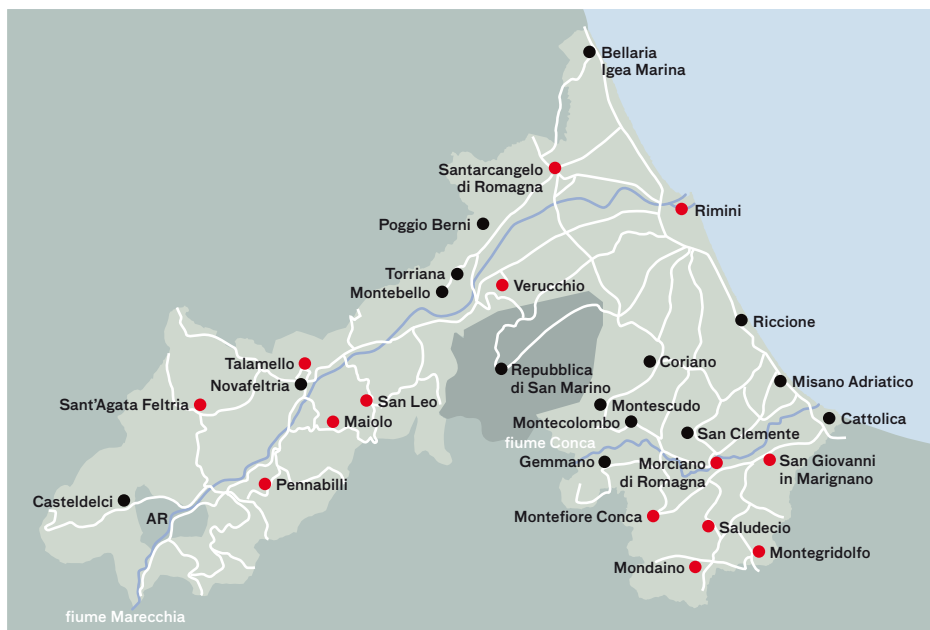 Bellaria
Igea Marina
Santarcangelo
di Romagna
Rimini
Poggio Berni
Torriana
Montebello
Verucchio
Riccione
Talamello
Novafeltria
Repubblica
di San Marino
Coriano
Misano Adriatico
Sant'Agata Feltria
San Leo
Maiolo
Montescudo
Montecolombo
Cattolica
San Clemente
fiume Conca
Gemmano
Morciano
di Romagna
San Giovanni
in Marignano
Pennabilli
Casteldelci
AR
Montefiore Conca
Saludecio
Montegridolfo
Mondaino
fiume Marecchia